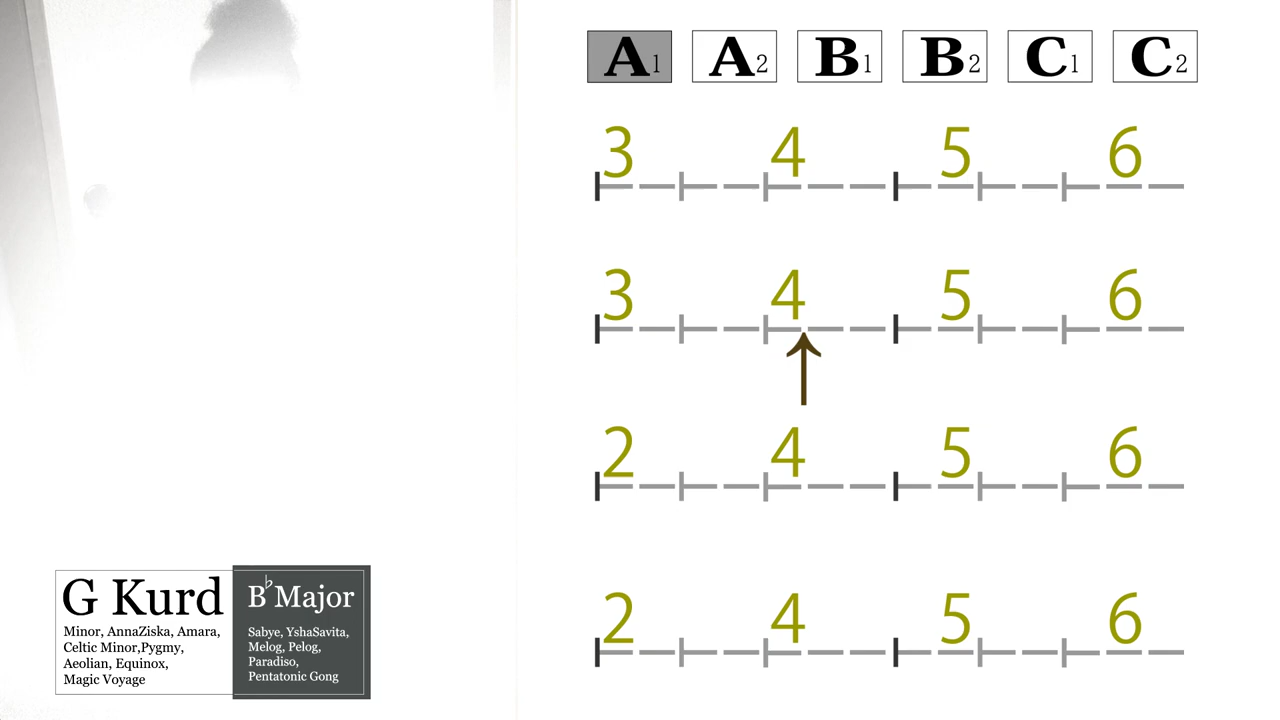 A1 A2 B1 B2 C1 C2
3 4 5 6
3 4 5 6
2 4 5 6
2 4 5 6
G Kurd
Minor, AnnaZiska, Amara,
Celtic Minor,Pygmy,
Aeolian, Equinox,
Magic Voyage
B♭Major
Sabye, YshaSavita,
Melog, Pelog,
Paradiso,
Pentatonic Gong